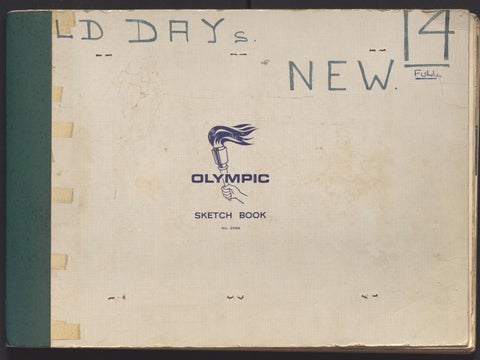 LD DAYs.
14
NEW.
FULL.
OLYMPIC
SKETCH BOOK